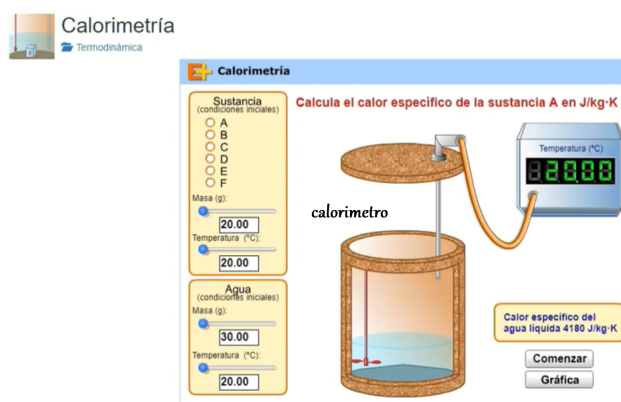 Calorimetría
Termodinámica
E+ Calorimetría
Sustancia
(condiciones iniciales)
A
B
C
D
E
F
Masa (g):
20.00
Temperatura (°C):
20.00
Agua
(condiciones iniciales)
Masa (g):
30.00
Temperatura (°C):
20.00
Calcula el calor especifico de la sustancia A en J/kg·K
calorimetro
Temperatura (°C)
20.00
Calor específico del
agua líquida 4180 J/kg·K
Comenzar
Gráfica